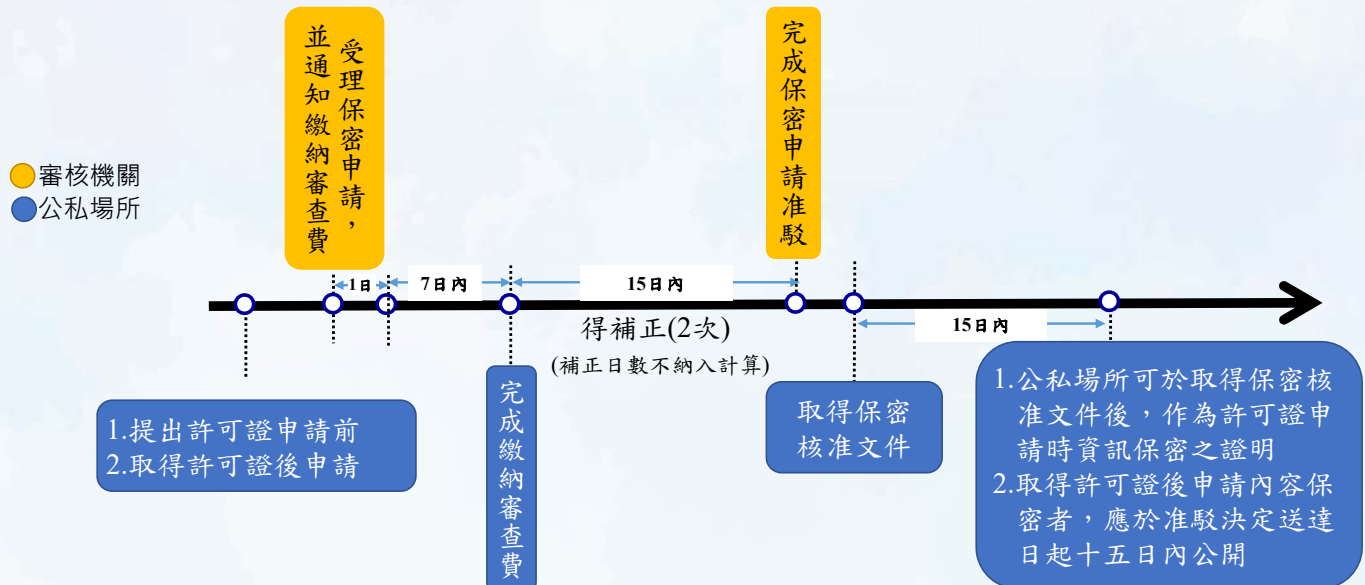 受理保密申請，
並通知繳納審查費
完成保密申請准駁
審核機關
公私場所
1日
7日內
15日內
得補正(2次)
(補正日數不納入計算)
15日內
1.提出許可證申請前
2.取得許可證後申請
完成繳納審查費
取得保密
核准文件
1.公私場所可於取得保密核
准文件後，作為許可證申
請時資訊保密之證明
2.取得許可證後申請內容保
密者，應於准駁決定送達
日起十五日內公開